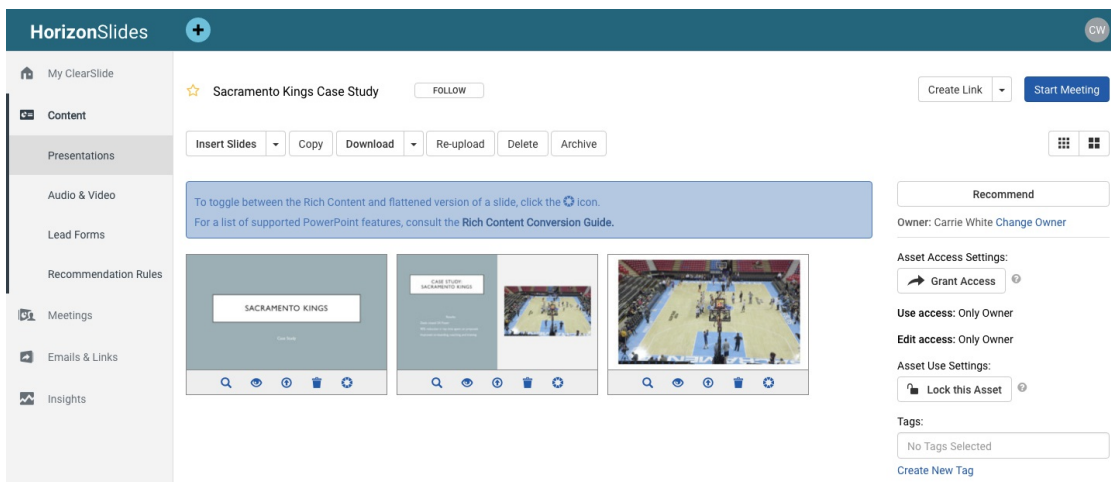 HorizonSlides
CW
My ClearSlide
Content
Presentations
Audio & Video
Lead Forms
Recommendation Rules
Meetings
Emails & Links
Insights
Sacramento Kings Case Study
FOLLOW
Create Link
Start Meeting
Insert Slides
Copy
Download
Re-upload
Delete
Archive
To toggle between the Rich Content and flattened version of a slide, click the icon.
For a list of supported PowerPoint features, consult the Rich Content Conversion Guide.
SACRAMENTO KINGS
Case Study
CASE STUDY:
SACRAMENTO KINGS
Recommend
Owner: Carrie White Change Owner
Asset Access Settings:
Grant Access
Use access: Only Owner
Edit access: Only Owner
Asset Use Settings:
Lock this Asset
Tags:
No Tags Selected
Create New Tag